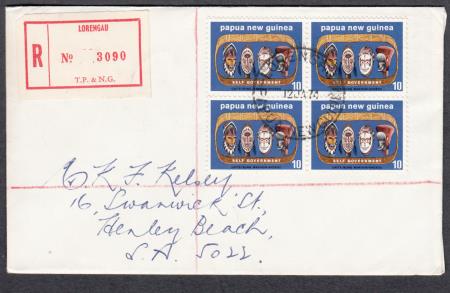 LORENGAU
R No 3090
T.P. & N.G.
papua new guinea
SELF GOVERNMENT
10
papua new guinea
SELF GOVERNMENT
10
papua new guinea
SELF GOVERNMENT
10
papua new guinea
SELF GOVERNMENT
10
K. F. Kelsey
16 Swanwick St,
Henley Beach,
S.A. 5022.